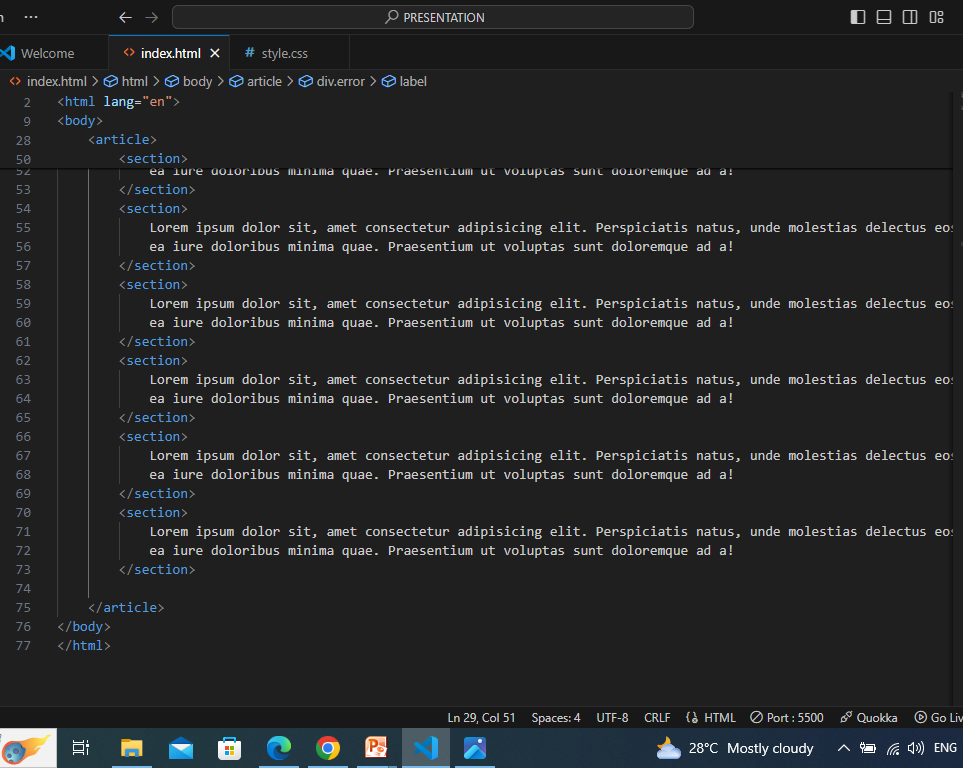 n ··· ← → PRESENTATION
Welcome <> index.html × # style.css
<> index.html > html > body > article > div.error > label
2 <html lang="en">
9 <body>
28 <article>
50 <section>
52 ea iure doloribus minima quae. Praesentium ut voluptas sunt doloremque ad a!
53 </section>
54 <section>
55 Lorem ipsum dolor sit, amet consectetur adipisicing elit. Perspiciatis natus, unde molestias delectus eos
56 ea iure doloribus minima quae. Praesentium ut voluptas sunt doloremque ad a!
57 </section>
58 <section>
59 Lorem ipsum dolor sit, amet consectetur adipisicing elit. Perspiciatis natus, unde molestias delectus eos
60 ea iure doloribus minima quae. Praesentium ut voluptas sunt doloremque ad a!
61 </section>
62 <section>
63 Lorem ipsum dolor sit, amet consectetur adipisicing elit. Perspiciatis natus, unde molestias delectus eos
64 ea iure doloribus minima quae. Praesentium ut voluptas sunt doloremque ad a!
65 </section>
66 <section>
67 Lorem ipsum dolor sit, amet consectetur adipisicing elit. Perspiciatis natus, unde molestias delectus eos
68 ea iure doloribus minima quae. Praesentium ut voluptas sunt doloremque ad a!
69 </section>
70 <section>
71 Lorem ipsum dolor sit, amet consectetur adipisicing elit. Perspiciatis natus, unde molestias delectus eos
72 ea iure doloribus minima quae. Praesentium ut voluptas sunt doloremque ad a!
73 </section>
74
75 </article>
76 </body>
77 </html>
Ln 29, Col 51 Spaces: 4 UTF-8 CRLF {} HTML Port : 5500 Quokka Go Liv
28°C Mostly cloudy ENG